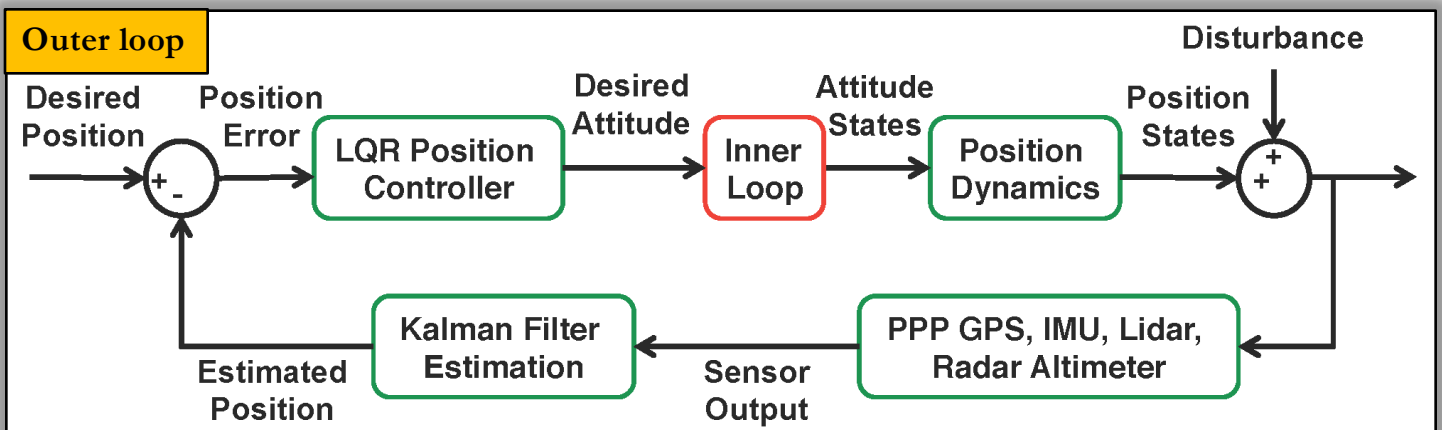 Outer loop
Disturbance
Desired
Position
Position
Error
LQR Position
Controller
Desired
Attitude
Inner
Loop
Attitude
States
Position
Dynamics
Position
States
+
-
+
+
Kalman Filter
Estimation
PPP GPS, IMU, Lidar,
Radar Altimeter
Estimated
Position
Sensor
Output